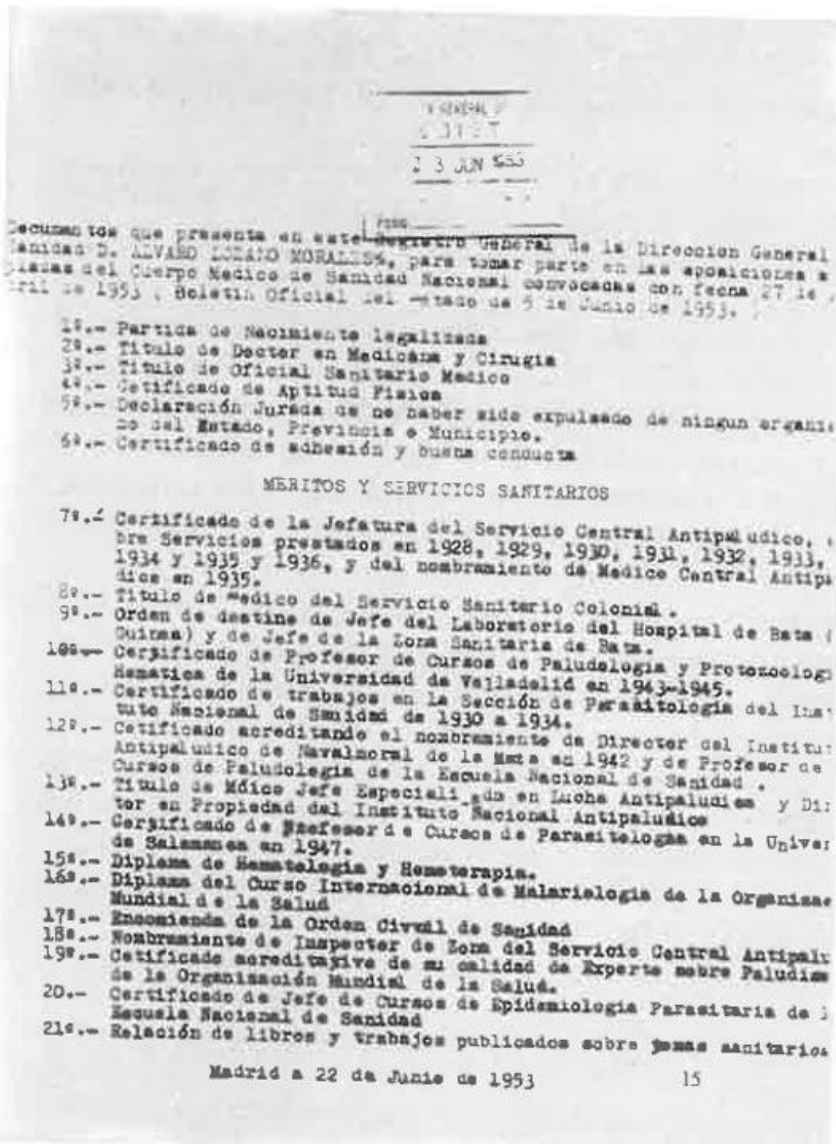 2 3 JUN
Documentos que presenta en este Registro General de la Direccion General
Sanidad D. ALVARO LOZANO MORALES, para tomar parte en las oposiciones a
plazas del Cuerpo Medico de Sanidad Nacional convocadas con fecha 27 de
ril de 1953 , Boletin Oficial del Estado de 5 de Junio de 1953.
1º.- Partida de Nacimiento legalizada
2º.- Titulo de Doctor en Medicina y Cirugia
3º.- Titulo de Oficial Sanitario Medico
4º.- Cetificado de Aptitud Fisica
5º.- Declaración Jurada de no haber sido expulsado de ningun organis
mo del Estado, Provincia o Municipio.
6º.- Certificado de adhesión y buena conducta
MERITOS Y SERVICIOS SANITARIOS
7º.- Certificado de la Jefatura del Servicio Central Antipaludico,
bre Servicios prestados en 1928, 1929, 1930, 1931, 1932, 1933,
1934 y 1935 y 1936, y del nombramiento de Medico Central Antipa
dico en 1935.
8º.- Titulo de Medico del Servicio Sanitario Colonial.
9º.- Orden de destino de Jefe del Laboratorio del Hospital de Bata (
Guinea) y de Jefe de la Zona Sanitaria de Bata.
10º.- Cerjificado de Profesor de Cursos de Paludologia y Protozoolog
Hematica de la Universidad de Valladolid en 1943-1945.
11º.- Certificado de trabajos en la Sección de Parasitología del Inst
tuto Nacional de Sanidad de 1930 a 1934.
12º.- Cetificado acreditando el nombramiento de Director del Institut
Antipaludico de Navalmoral de la Mata en 1942 y de Profesor de
Cursos de Paludologia de la Escuela Nacional de Sanidad .
13º.- Titulo de Mdico Jefe Especializado en Lucha Antipaludica y Di
tor en Propiedad del Instituto Nacional Antipaludico
14º.- Cerjificado de Profesor de Cursos de Parasitologia en la Univer
de Salamanca en 1947.
15º.- Diploma de Hematologia y Hemoterapia.
16º.- Diploma del Curso Internacional de Malariologia de la Organizac
Mundial de la Salud
17º.- Encomienda de la Orden Civil de Sanidad
18º.- Nombramiento de Inspector de Zona del Servicio Central Antipalu
19º.- Cetificado acreditajive de su calidad de Experto sobre Paludism
de la Organización Mundial de la Salud.
20.- Certificado de Jefe de Cursos de Epidemiologia Parasitaria de
Escuela Nacional de Sanidad
21º.- Relación de libros y trabajos publicados sobre temas sanitarios
Madrid a 22 de Junio de 1953
15